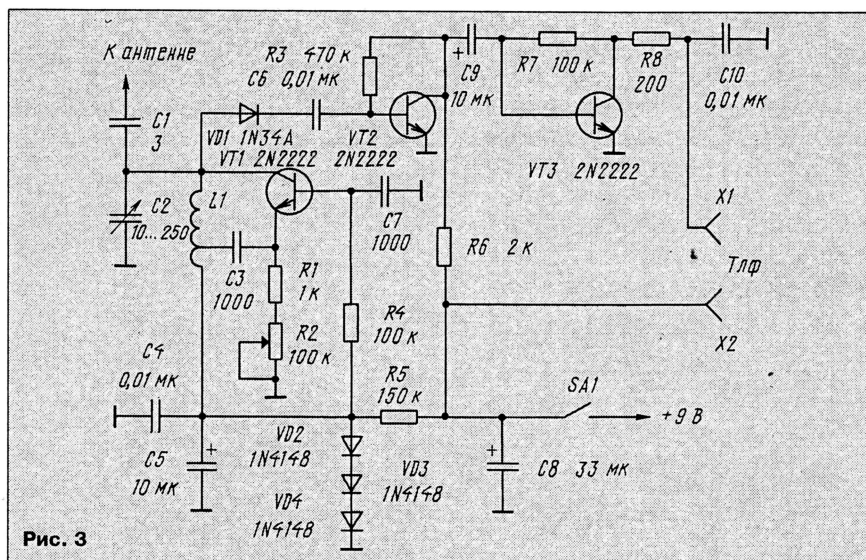 К антенне
C1
3
C2
10...250
L1
VD1 1N34A
VT1 2N2222
R3 470 к
C6
0,01 мк
VT2
2N2222
C9
10 мк
R7
100 к
R8
200
C10
0,01 мк
VT3
2N2222
C7
1000
C3
1000
R1
1 к
R2
100 к
R4
100 к
R6 2 к
X1
Тлф
X2
C4
0,01 мк
R5
150 к
SA1
+9 В
C5
+
10 мк
VD2
1N4148
VD3
1N4148
VD4
1N4148
+
C8 33 мк
+
Рис. 3